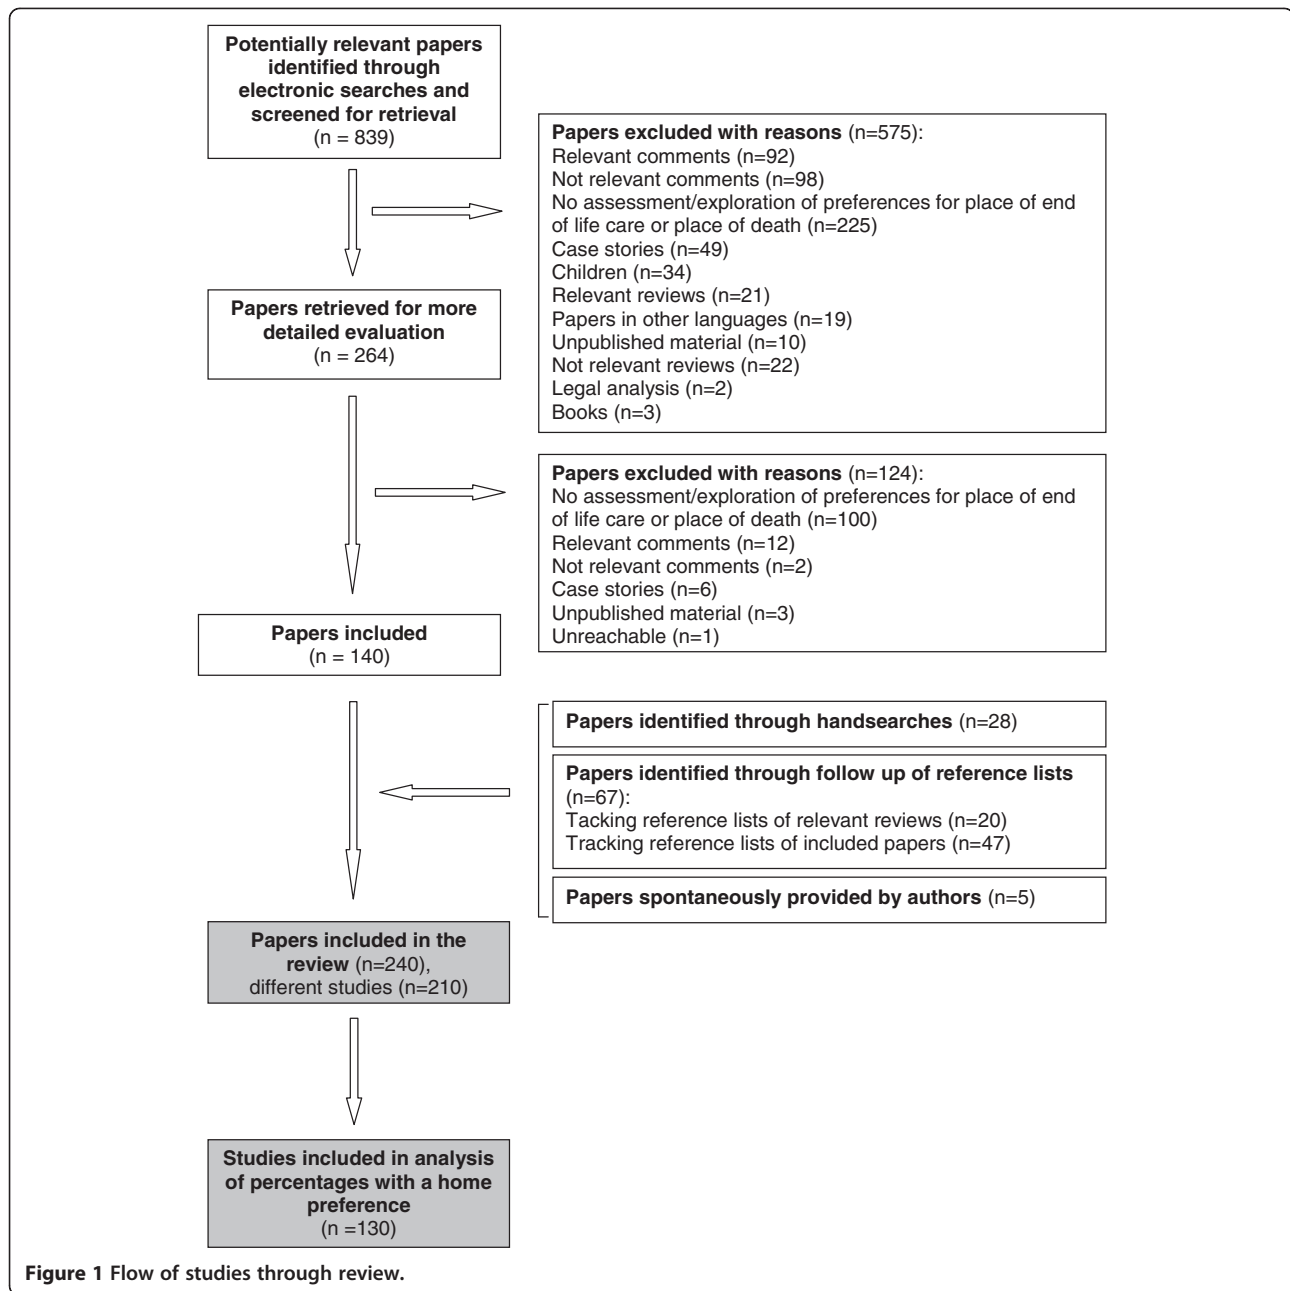 Potentially relevant papers
identified through
electronic searches and
screened for retrieval
(n = 839)
Papers excluded with reasons (n=575):
Relevant comments (n=92)
Not relevant comments (n=98)
No assessment/exploration of preferences for place of end
of life care or place of death (n=225)
Case stories (n=49)
Children (n=34)
Relevant reviews (n=21)
Papers in other languages (n=19)
Unpublished material (n=10)
Not relevant reviews (n=22)
Legal analysis (n=2)
Books (n=3)
Papers retrieved for more
detailed evaluation
(n = 264)
Papers excluded with reasons (n=124):
No assessment/exploration of preferences for place of end
of life care or place of death (n=100)
Relevant comments (n=12)
Not relevant comments (n=2)
Case stories (n=6)
Unpublished material (n=3)
Unreachable (n=1)
Papers included
(n = 140)
Papers identified through handsearches (n=28)
Papers identified through follow up of reference lists
(n=67):
Tacking reference lists of relevant reviews (n=20)
Tracking reference lists of included papers (n=47)
Papers spontaneously provided by authors (n=5)
Papers included in the
review (n=240),
different studies (n=210)
Studies included in analysis
of percentages with a home
preference
(n =130)
Figure 1 Flow of studies through review.